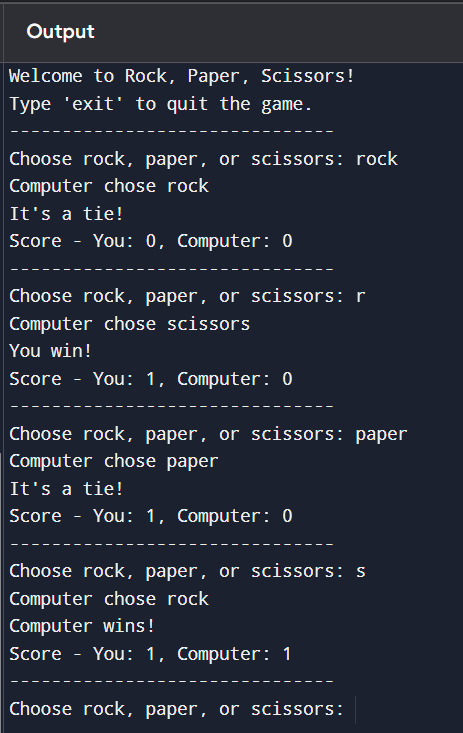 Output
Welcome to Rock, Paper, Scissors!
Type 'exit' to quit the game.
-------------------------------
Choose rock, paper, or scissors: rock
Computer chose rock
It's a tie!
Score - You: 0, Computer: 0
-------------------------------
Choose rock, paper, or scissors: r
Computer chose scissors
You win!
Score - You: 1, Computer: 0
-------------------------------
Choose rock, paper, or scissors: paper
Computer chose paper
It's a tie!
Score - You: 1, Computer: 0
-------------------------------
Choose rock, paper, or scissors: s
Computer chose rock
Computer wins!
Score - You: 1, Computer: 1
-------------------------------
Choose rock, paper, or scissors: